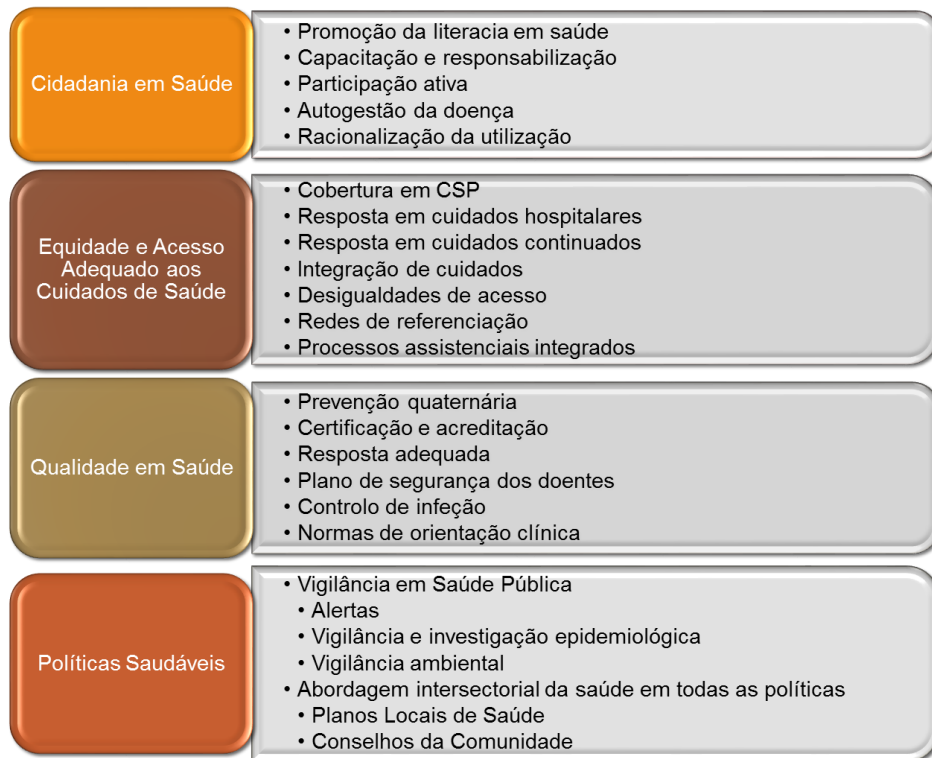 Cidadania em Saúde
• Promoção da literacia em saúde
• Capacitação e responsabilização
• Participação ativa
• Autogestão da doença
• Racionalização da utilização
Equidade e Acesso
Adequado aos
Cuidados de Saúde
• Cobertura em CSP
• Resposta em cuidados hospitalares
• Resposta em cuidados continuados
• Integração de cuidados
• Desigualdades de acesso
• Redes de referenciação
• Processos assistenciais integrados
Qualidade em Saúde
• Prevenção quaternária
• Certificação e acreditação
• Resposta adequada
• Plano de segurança dos doentes
• Controlo de infeção
• Normas de orientação clínica
Políticas Saudáveis
• Vigilância em Saúde Pública
• Alertas
• Vigilância e investigação epidemiológica
• Vigilância ambiental
• Abordagem intersectorial da saúde em todas as políticas
• Planos Locais de Saúde
• Conselhos da Comunidade